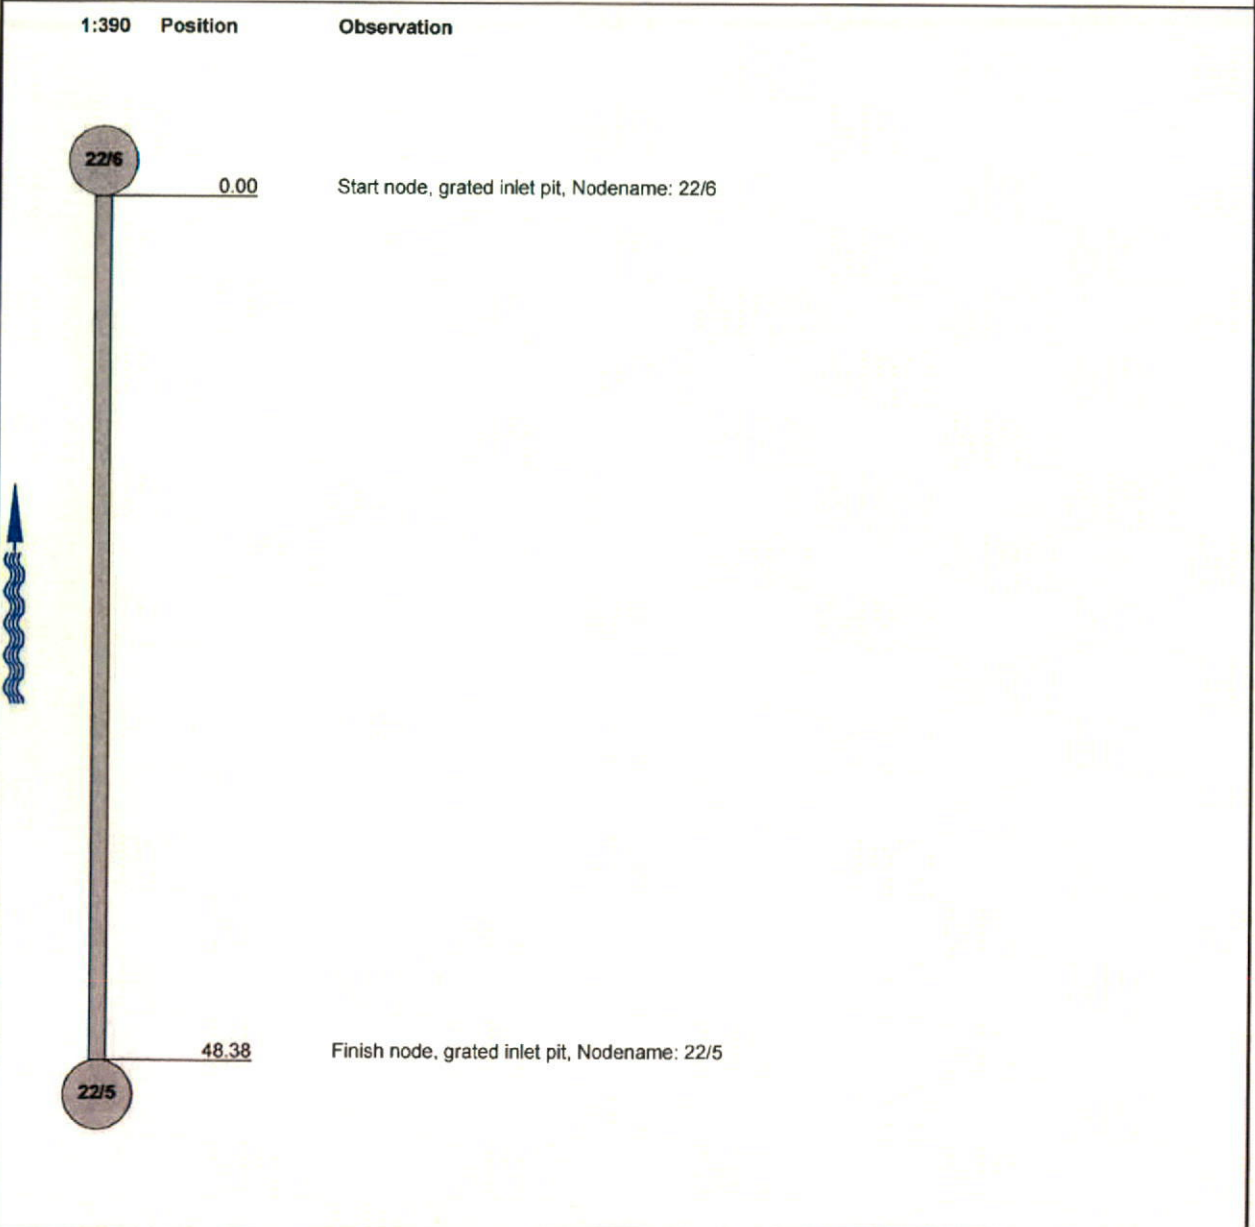 1:390 Position Observation
22/6
0.00 Start node, grated inlet pit, Nodename: 22/6
48.38 Finish node, grated inlet pit, Nodename: 22/5
22/5